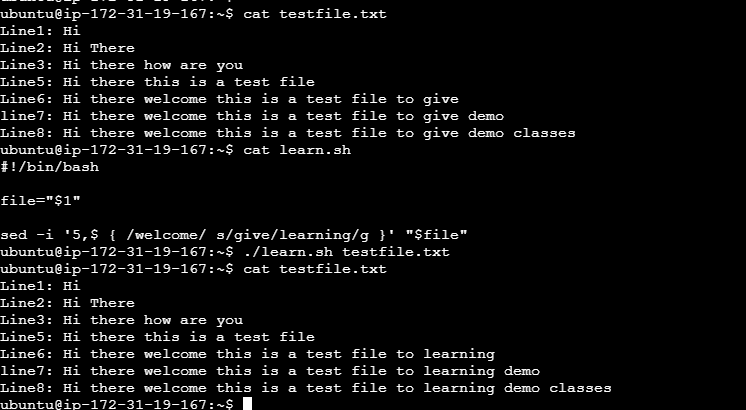 ubuntu@ip-172-31-19-167:~$ cat testfile.txt
Line1: Hi
Line2: Hi There
Line3: Hi there how are you
Line5: Hi there this is a test file
Line6: Hi there welcome this is a test file to give
line7: Hi there welcome this is a test file to give demo
Line8: Hi there welcome this is a test file to give demo classes
ubuntu@ip-172-31-19-167:~$ cat learn.sh
#!/bin/bash

file="$1"

sed -i '5,$ { /welcome/ s/give/learning/g }' "$file"
ubuntu@ip-172-31-19-167:~$ ./learn.sh testfile.txt
ubuntu@ip-172-31-19-167:~$ cat testfile.txt
Line1: Hi
Line2: Hi There
Line3: Hi there how are you
Line5: Hi there this is a test file
Line6: Hi there welcome this is a test file to learning
line7: Hi there welcome this is a test file to learning demo
Line8: Hi there welcome this is a test file to learning demo classes
ubuntu@ip-172-31-19-167:~$